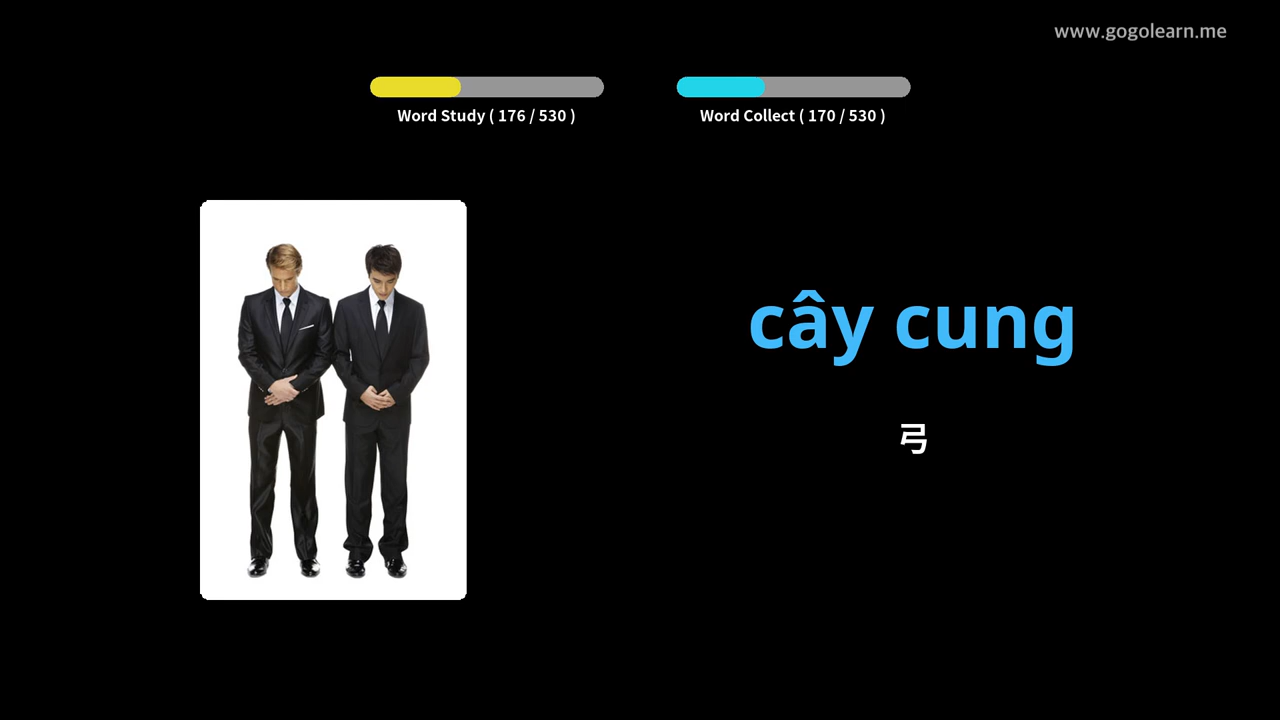 www.gogolearn.me
Word Study ( 176 / 530 )
Word Collect ( 170 / 530 )
cây cung
弓